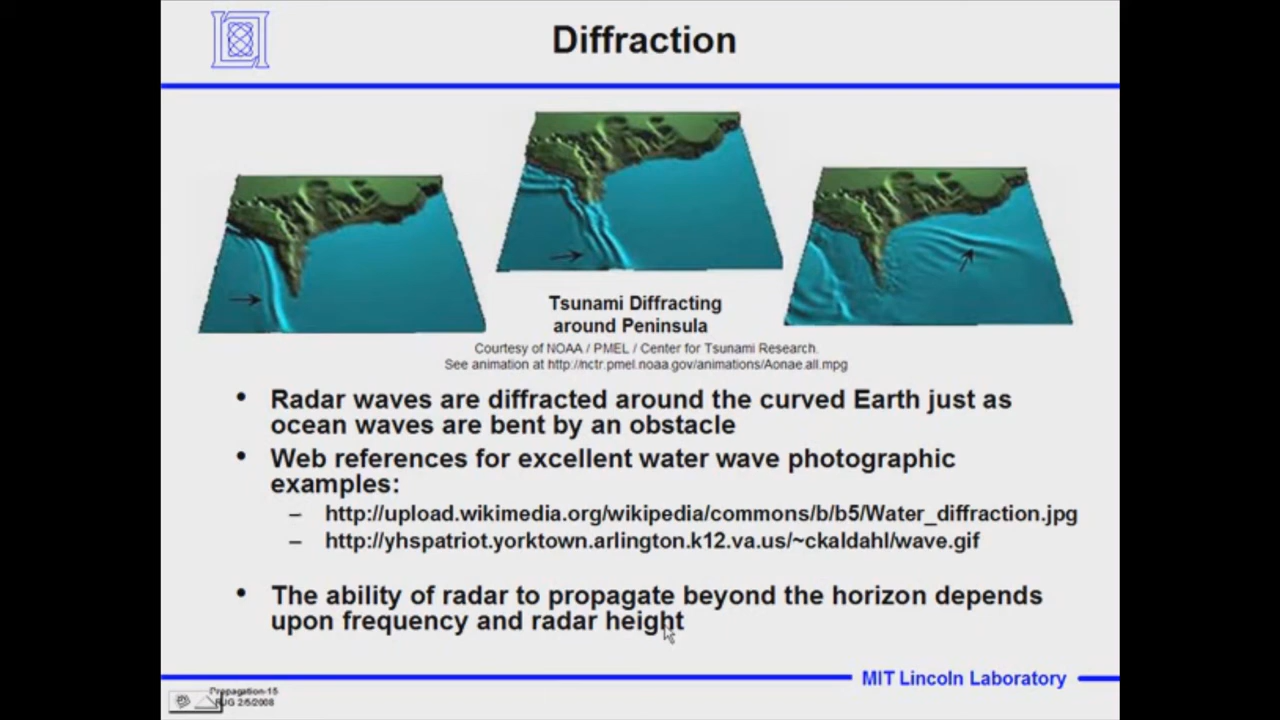 Diffraction
Tsunami Diffracting
around Peninsula
Courtesy of NOAA / PMEL / Center for Tsunami Research.
See animation at http://nctr.pmel.noaa.gov/animations/Aonae.all.mpg
• Radar waves are diffracted around the curved Earth just as
ocean waves are bent by an obstacle
• Web references for excellent water wave photographic
examples:
– http://upload.wikimedia.org/wikipedia/commons/b/b5/Water_diffraction.jpg
– http://yhspatriot.yorktown.arlington.k12.va.us/~ckaldahl/wave.gif
• The ability of radar to propagate beyond the horizon depends
upon frequency and radar height
MIT Lincoln Laboratory
Propagation-15
2/5/2008